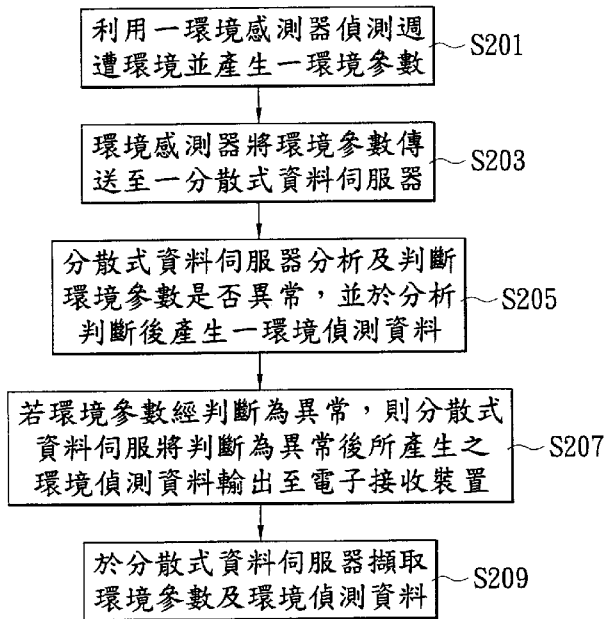 利用一環境感測器偵測週
遭環境並產生一環境參數
S201
環境感測器將環境參數傳
送至一分散式資料伺服器
S203
分散式資料伺服器分析及判斷
環境參數是否異常，並於分析
判斷後產生一環境偵測資料
S205
若環境參數經判斷為異常，則分散式
資料伺服將判斷為異常後所產生之
環境偵測資料輸出至電子接收裝置
S207
於分散式資料伺服器擷取
環境參數及環境偵測資料
S209